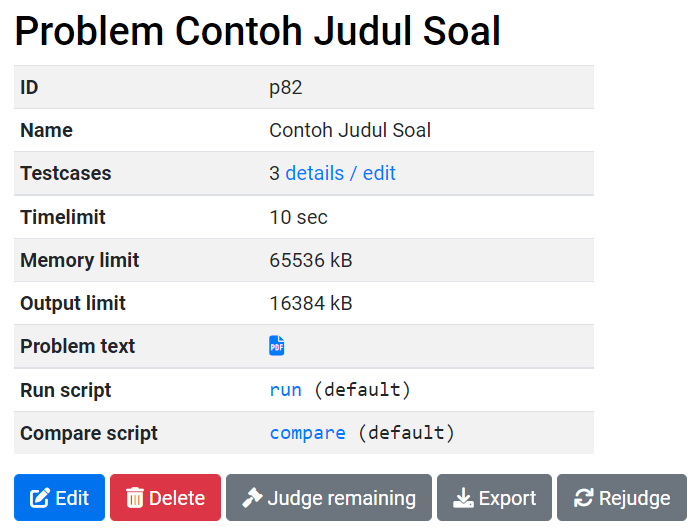 Problem Contoh Judul Soal
ID p82
Name Contoh Judul Soal
Testcases 3 details / edit
Timelimit 10 sec
Memory limit 65536 kB
Output limit 16384 kB
Problem text PDF
Run script run (default)
Compare script compare (default)
Edit Delete Judge remaining Export Rejudge